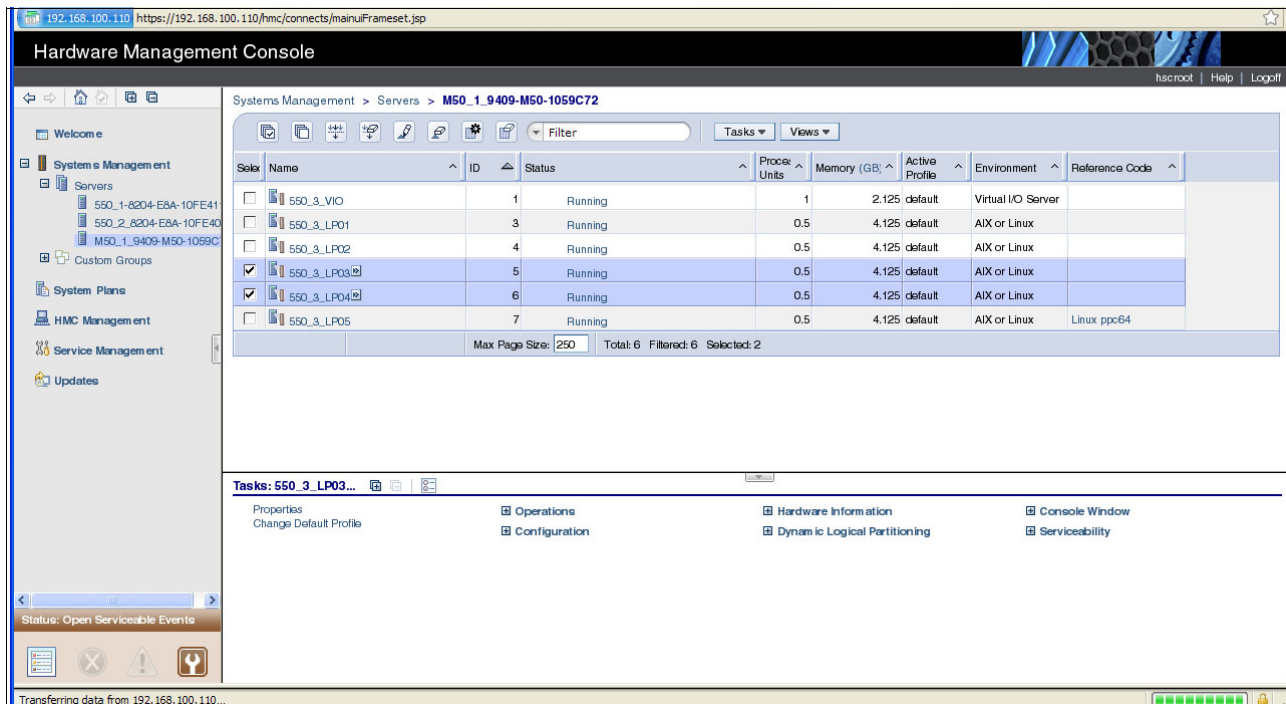 192.168.100.110 https://192.168.100.110/hmc/connects/mainuiFrameset.jsp
Hardware Management Console
hscroot | Help | Logoff
Systems Management > Servers > M50_1_9409-M50-1059C72
Welcome
Systems Management
Servers
550_1-8204-E8A-10FE41
550_2_8204-E8A-10FE40
M50_1_9409-M50-1059C7
Custom Groups
System Plans
HMC Management
Service Management
Updates
Filter Tasks Views
Selec Name ID Status Proce Units Memory (GB) Active Profile Environment Reference Code
550_3_VIO 1 Running 1 2.125 default Virtual I/O Server
550_3_LP01 3 Running 0.5 4.125 default AIX or Linux
550_3_LP02 4 Running 0.5 4.125 default AIX or Linux
550_3_LP03 5 Running 0.5 4.125 default AIX or Linux
550_3_LP04 6 Running 0.5 4.125 default AIX or Linux
550_3_LP05 7 Running 0.5 4.125 default AIX or Linux Linux ppc64
Max Page Size: 250 Total: 6 Filtered: 6 Selected: 2
Tasks: 550_3_LP03...
Properties
Change Default Profile
Operations
Configuration
Hardware Information
Dynamic Logical Partitioning
Console Window
Serviceability
Status: Open Serviceable Events
Transferring data from 192.168.100.110...